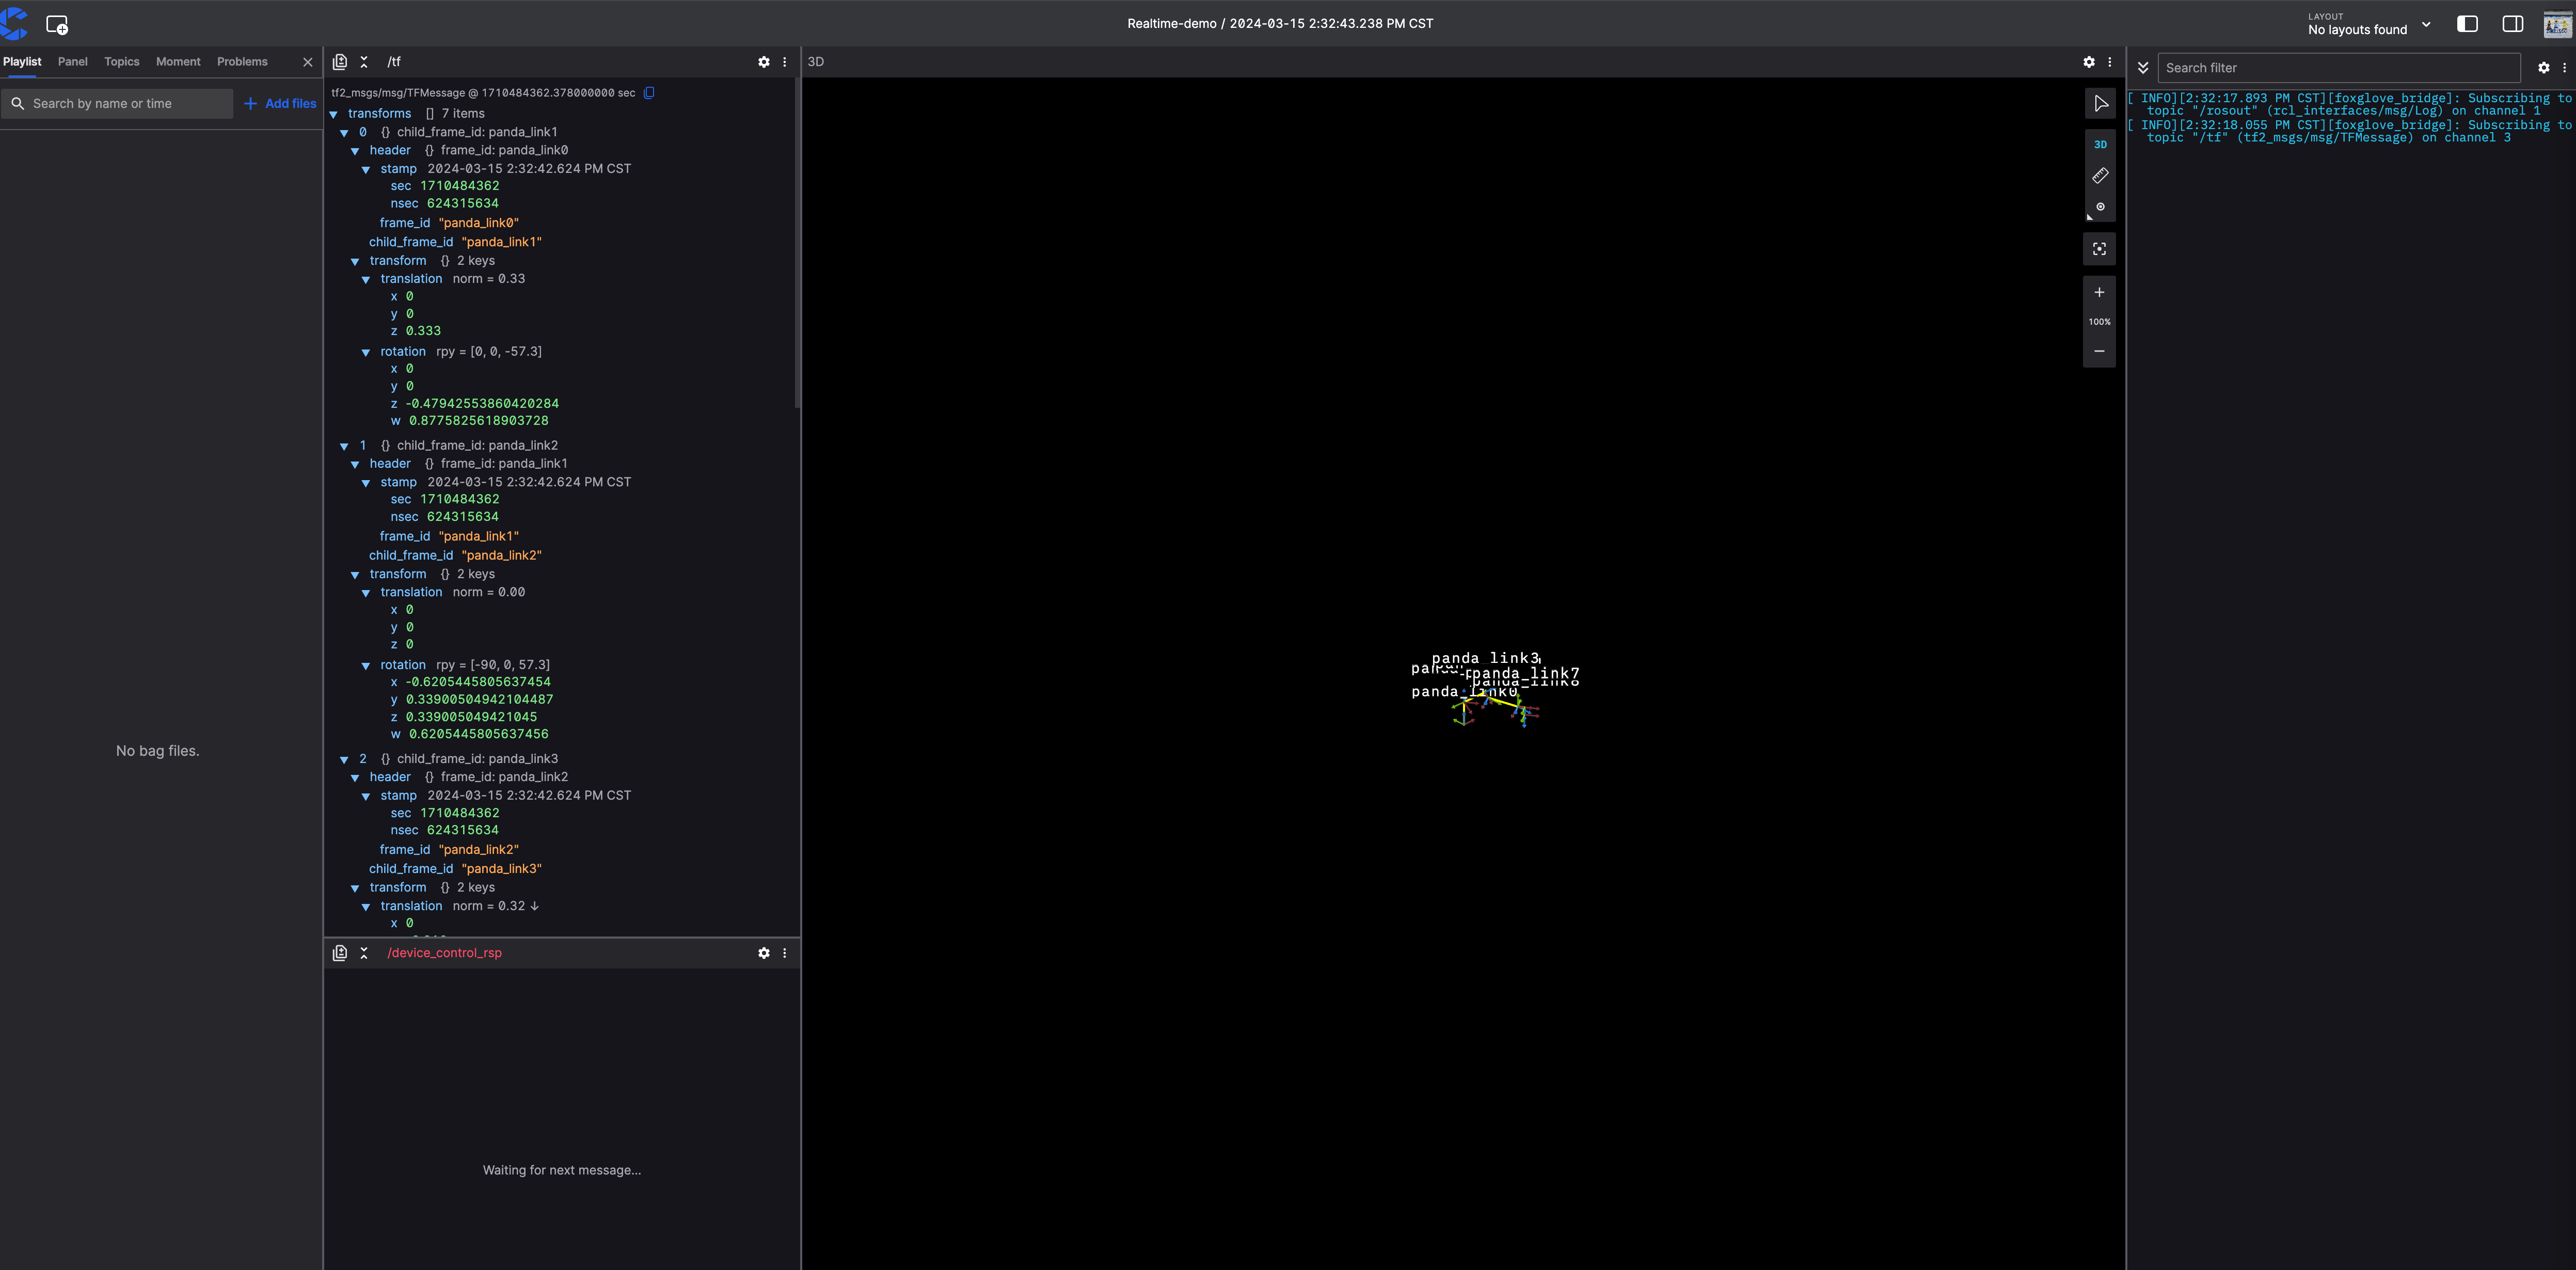 Realtime-demo / 2024-03-15 2:32:43.238 PM CST
LAYOUT
No layouts found
Playlist Panel Topics Moment Problems
Search by name or time
Add files
No bag files.
/tf
tf2_msgs/msg/TFMessage @ 1710484362.378000000 sec
transforms [] 7 items
0 {} child_frame_id: panda_link1
header {} frame_id: panda_link0
stamp 2024-03-15 2:32:42.624 PM CST
sec 1710484362
nsec 624315634
frame_id "panda_link0"
child_frame_id "panda_link1"
transform {} 2 keys
translation norm = 0.33
x 0
y 0
z 0.333
rotation rpy = [0, 0, -57.3]
x 0
y 0
z -0.47942553860420284
w 0.8775825618903728
1 {} child_frame_id: panda_link2
header {} frame_id: panda_link1
stamp 2024-03-15 2:32:42.624 PM CST
sec 1710484362
nsec 624315634
frame_id "panda_link1"
child_frame_id "panda_link2"
transform {} 2 keys
translation norm = 0.00
x 0
y 0
z 0
rotation rpy = [-90, 0, 57.3]
x -0.6205445805637454
y 0.33900504942104487
z 0.339005049421045
w 0.6205445805637456
2 {} child_frame_id: panda_link3
header {} frame_id: panda_link2
stamp 2024-03-15 2:32:42.624 PM CST
sec 1710484362
nsec 624315634
frame_id "panda_link2"
child_frame_id "panda_link3"
transform {} 2 keys
translation norm = 0.32 ↓
x 0
/device_control_rsp
Waiting for next message...
3D
3D
100%
panda_link3
panda_link7
panda_link8
panda_link0
Search filter
[ INFO][2:32:17.893 PM CST][foxglove_bridge]: Subscribing to
topic "/rosout" (rcl_interfaces/msg/Log) on channel 1
[ INFO][2:32:18.055 PM CST][foxglove_bridge]: Subscribing to
topic "/tf" (tf2_msgs/msg/TFMessage) on channel 3